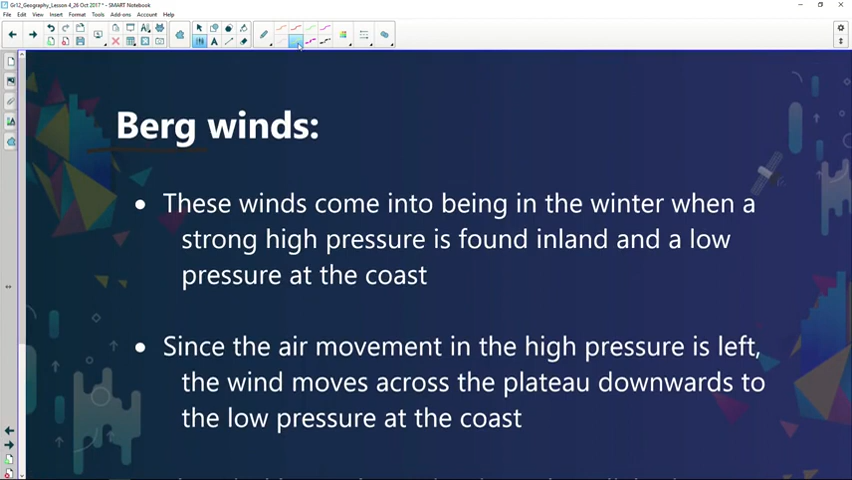 Gr12_Geography_Lesson 4_26 Oct 2017 * - SMART Notebook
File Edit View Insert Format Tools Add-ons Account Help
Berg winds:
• These winds come into being in the winter when a
strong high pressure is found inland and a low
pressure at the coast
• Since the air movement in the high pressure is left,
the wind moves across the plateau downwards to
the low pressure at the coast